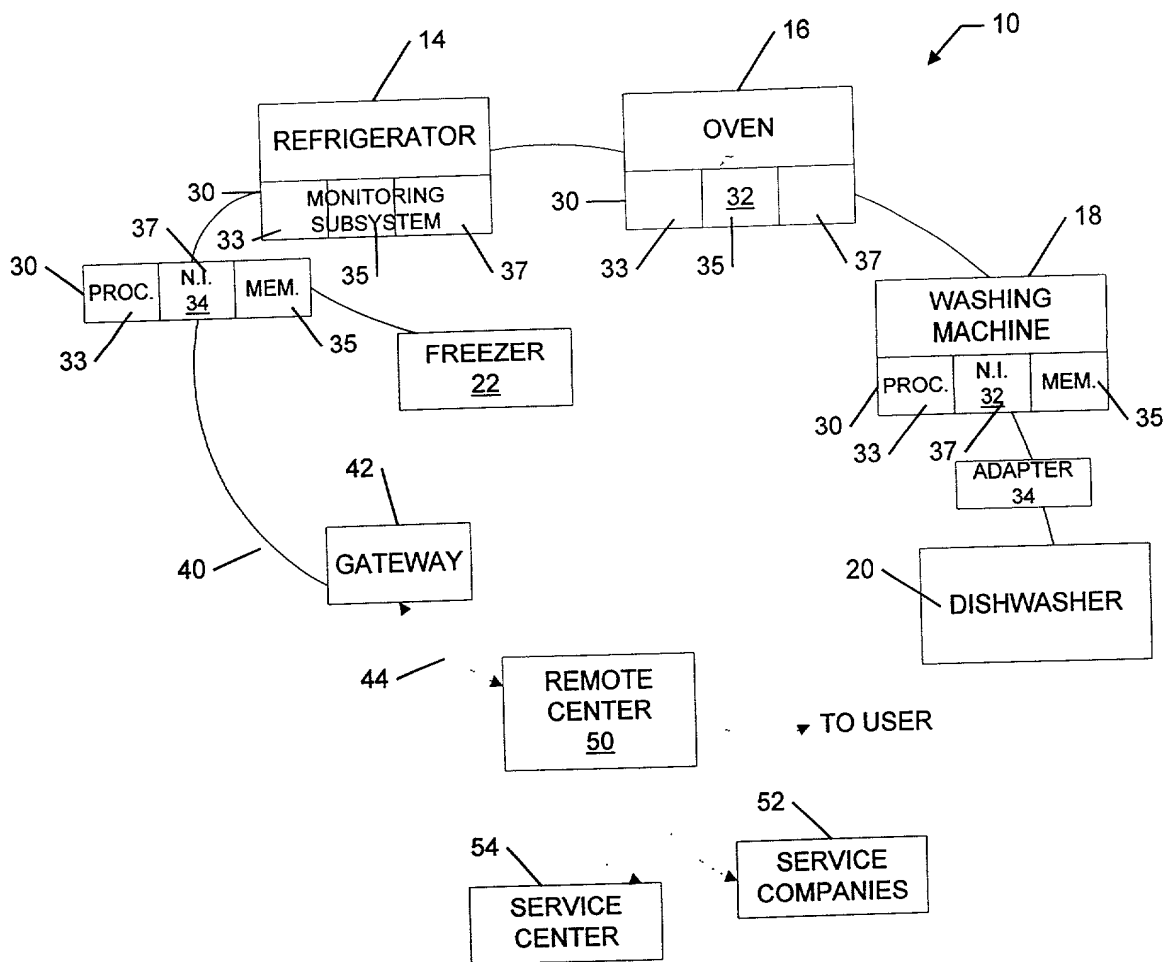 10
14
16
REFRIGERATOR
OVEN
30
MONITORING
SUBSYSTEM
33
35
37
30
32
33
35
37
18
37
30
PROC.
N.I.
34
MEM.
33
35
WASHING
MACHINE
PROC.
N.I.
32
MEM.
30
33
37
35
FREEZER
22
ADAPTER
34
42
GATEWAY
40
20
DISHWASHER
44
REMOTE
CENTER
50
TO USER
52
SERVICE
COMPANIES
54
SERVICE
CENTER